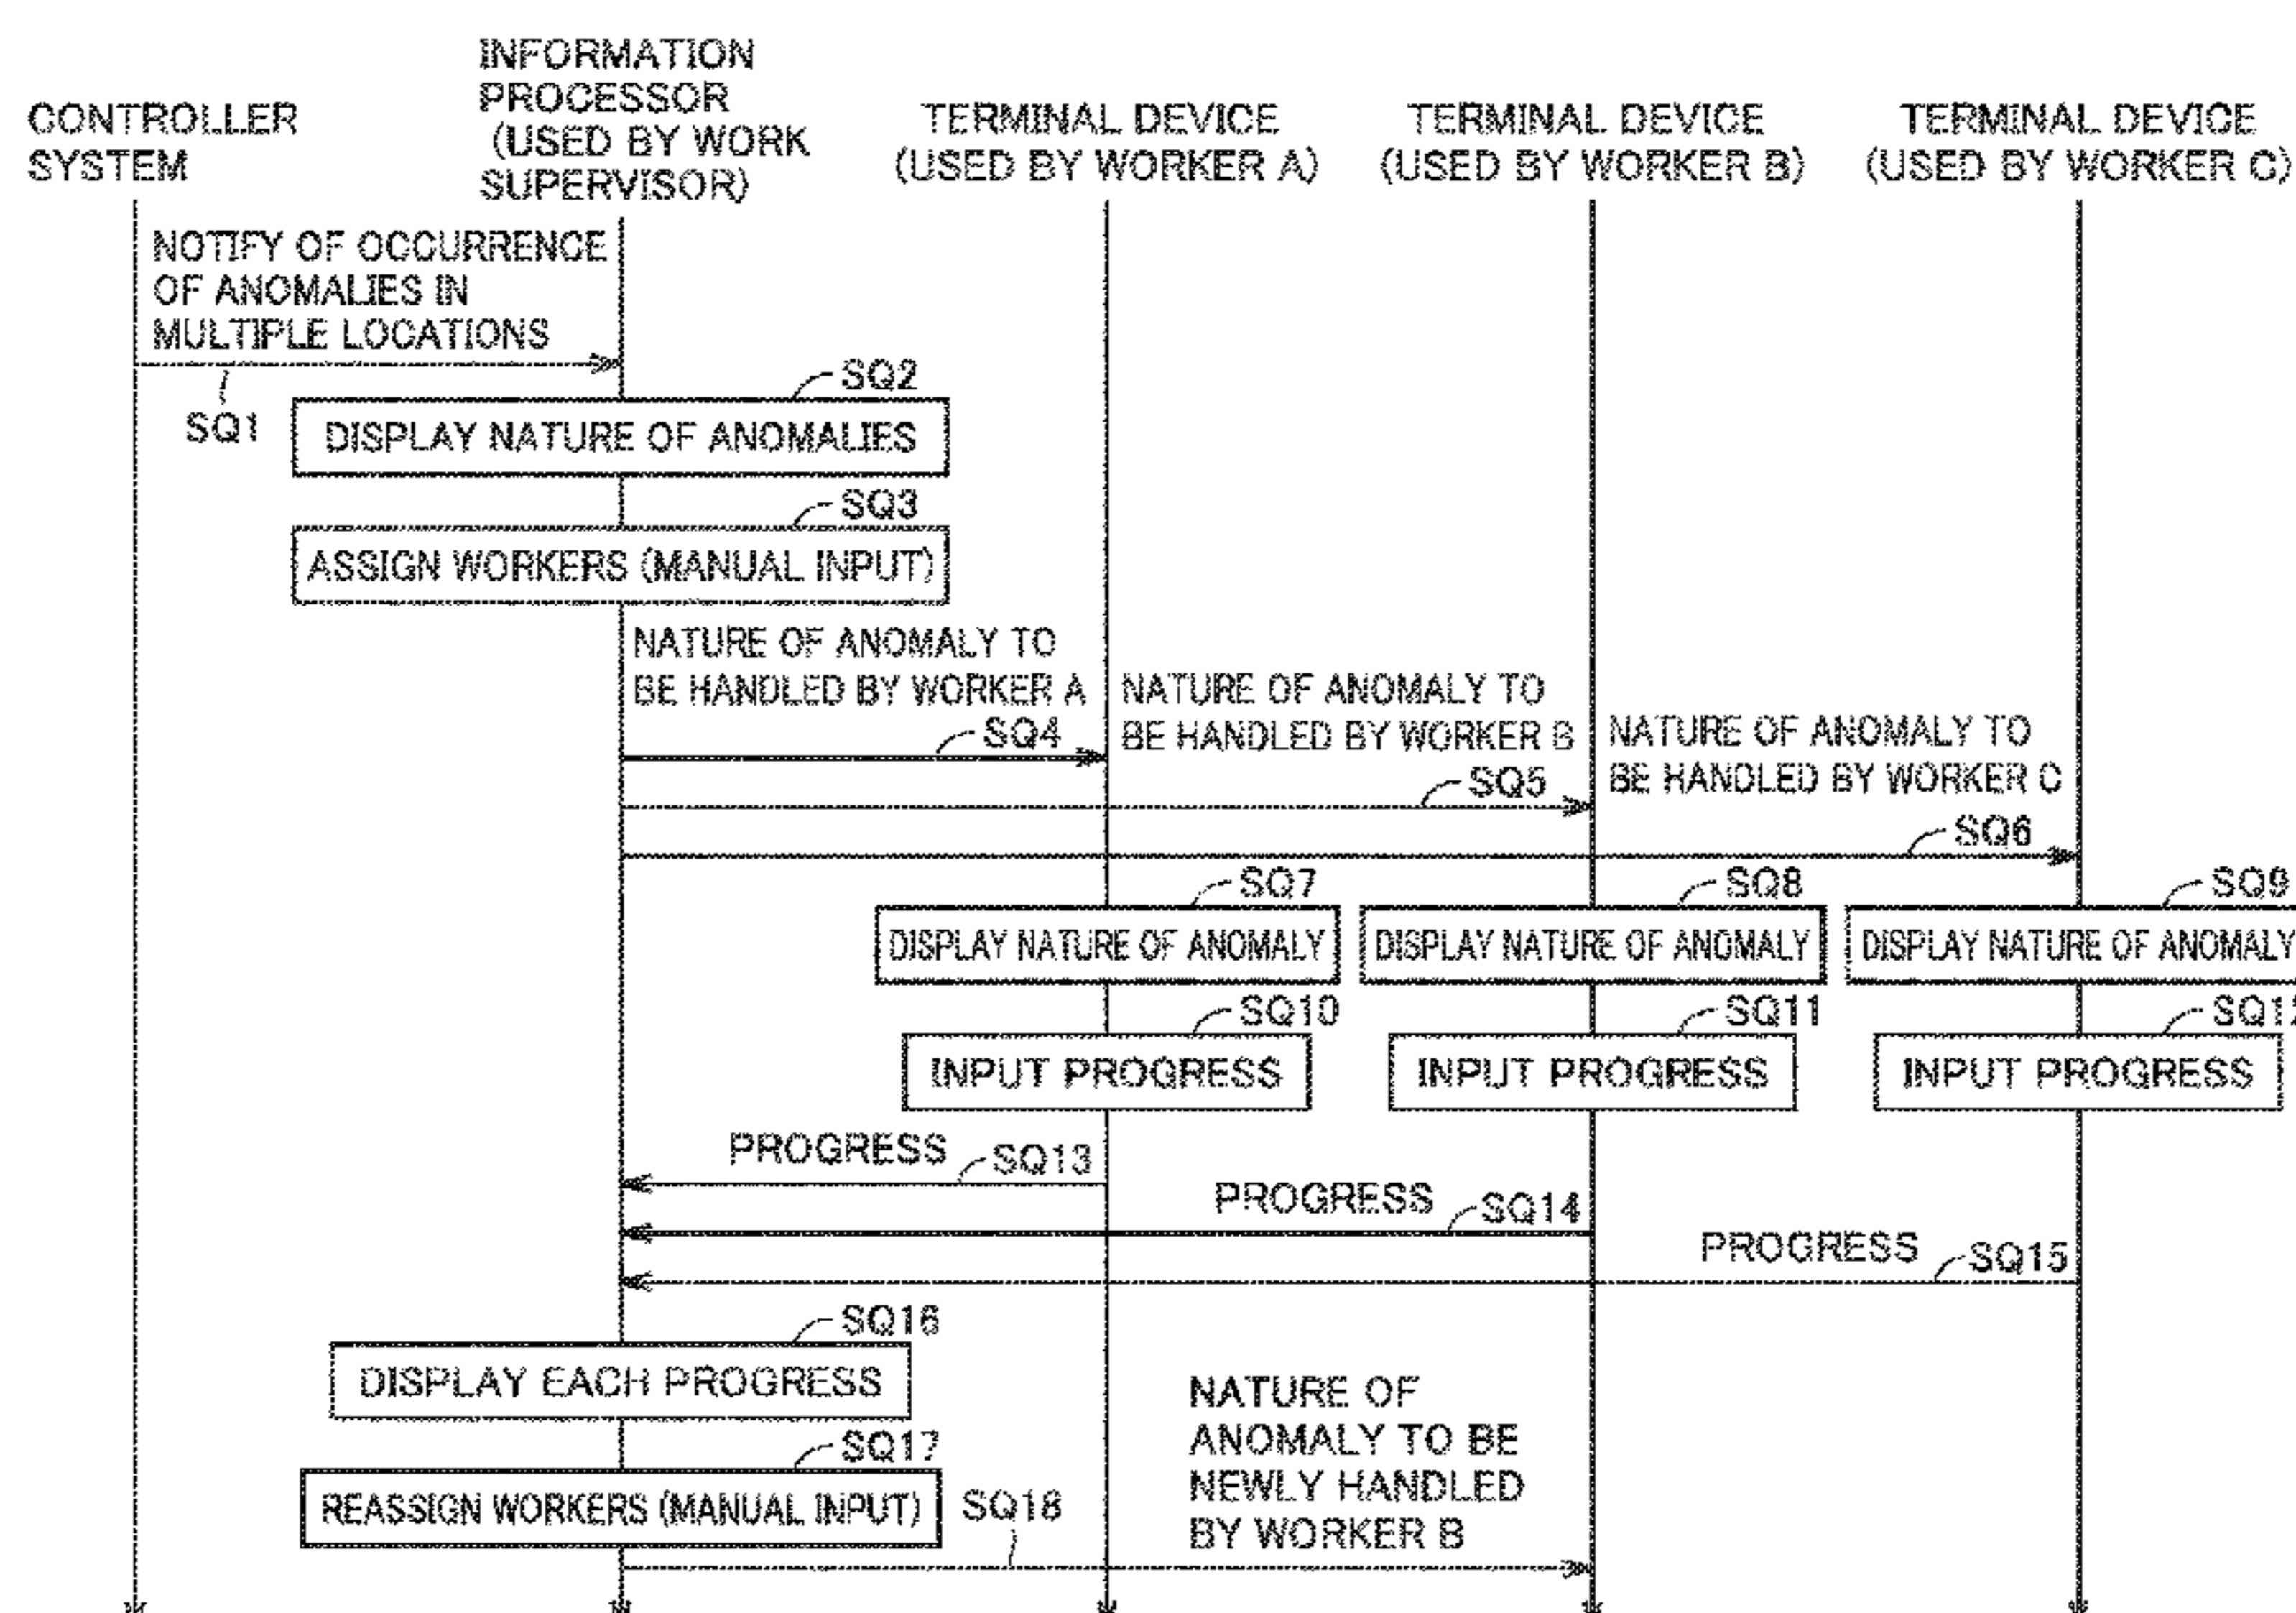 CONTROLLER
SYSTEM
INFORMATION
PROCESSOR
(USED BY WORK
SUPERVISOR)
TERMINAL DEVICE
(USED BY WORKER A)
TERMINAL DEVICE
(USED BY WORKER B)
TERMINAL DEVICE
(USED BY WORKER C)
NOTIFY OF OCCURRENCE
OF ANOMALIES IN
MULTIPLE LOCATIONS
SQ1
SQ2
DISPLAY NATURE OF ANOMALIES
SQ3
ASSIGN WORKERS (MANUAL INPUT)
NATURE OF ANOMALY TO
BE HANDLED BY WORKER A
SQ4
NATURE OF ANOMALY TO
BE HANDLED BY WORKER B
SQ5
NATURE OF ANOMALY TO
BE HANDLED BY WORKER C
SQ6
SQ7
DISPLAY NATURE OF ANOMALY
SQ8
DISPLAY NATURE OF ANOMALY
SQ9
DISPLAY NATURE OF ANOMALY
SQ10
INPUT PROGRESS
SQ11
INPUT PROGRESS
SQ12
INPUT PROGRESS
PROGRESS
SQ13
PROGRESS
SQ14
PROGRESS
SQ15
SQ16
DISPLAY EACH PROGRESS
SQ17
REASSIGN WORKERS (MANUAL INPUT)
SQ18
NATURE OF
ANOMALY TO BE
NEWLY HANDLED
BY WORKER B